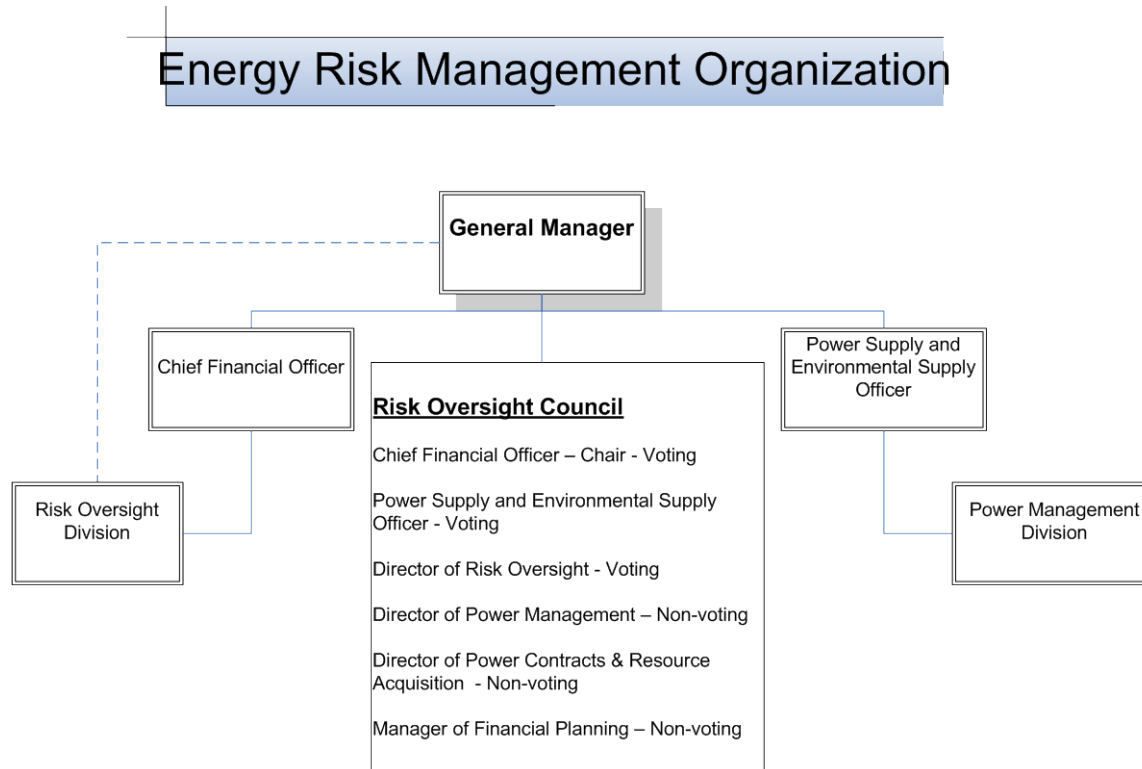 Energy Risk Management Organization
General Manager
Chief Financial Officer
Power Supply and
Environmental Supply
Officer
Risk Oversight Council
Chief Financial Officer – Chair - Voting
Power Supply and Environmental Supply
Officer - Voting
Director of Risk Oversight - Voting
Director of Power Management – Non-voting
Director of Power Contracts & Resource
Acquisition - Non-voting
Manager of Financial Planning – Non-voting
Risk Oversight
Division
Power Management
Division